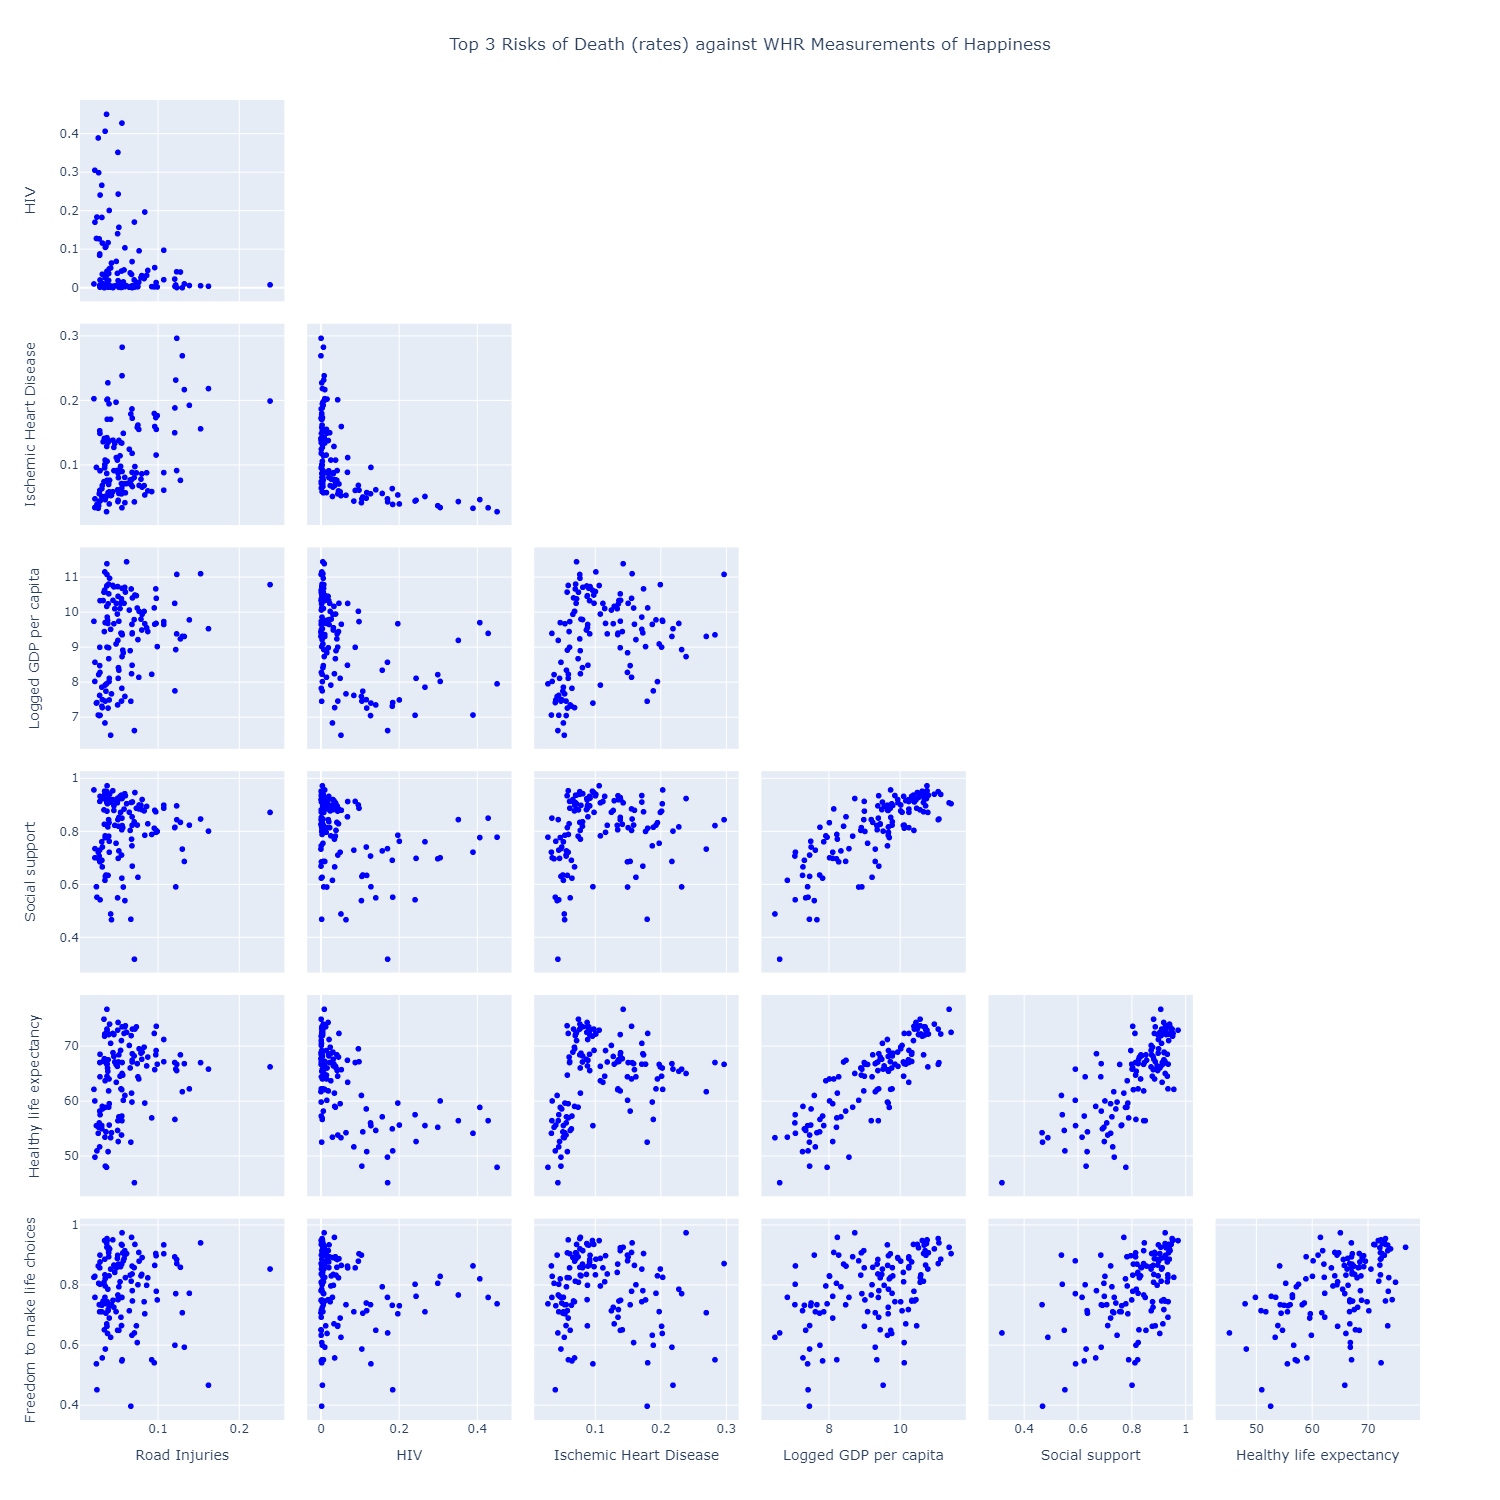 Top 3 Risks of Death (rates) against WHR Measurements of Happiness
HIV
0.4
0.3
0.2
0.1
0
Ischemic Heart Disease
0.3
0.2
0.1
Logged GDP per capita
11
10
9
8
7
Social support
1
0.8
0.6
0.4
Healthy life expectancy
70
60
50
Freedom to make life choices
1
0.8
0.6
0.4
0.1 0.2
0 0.2 0.4
0.1 0.2 0.3
8 10
0.4 0.6 0.8 1
50 60 70
Road Injuries
HIV
Ischemic Heart Disease
Logged GDP per capita
Social support
Healthy life expectancy